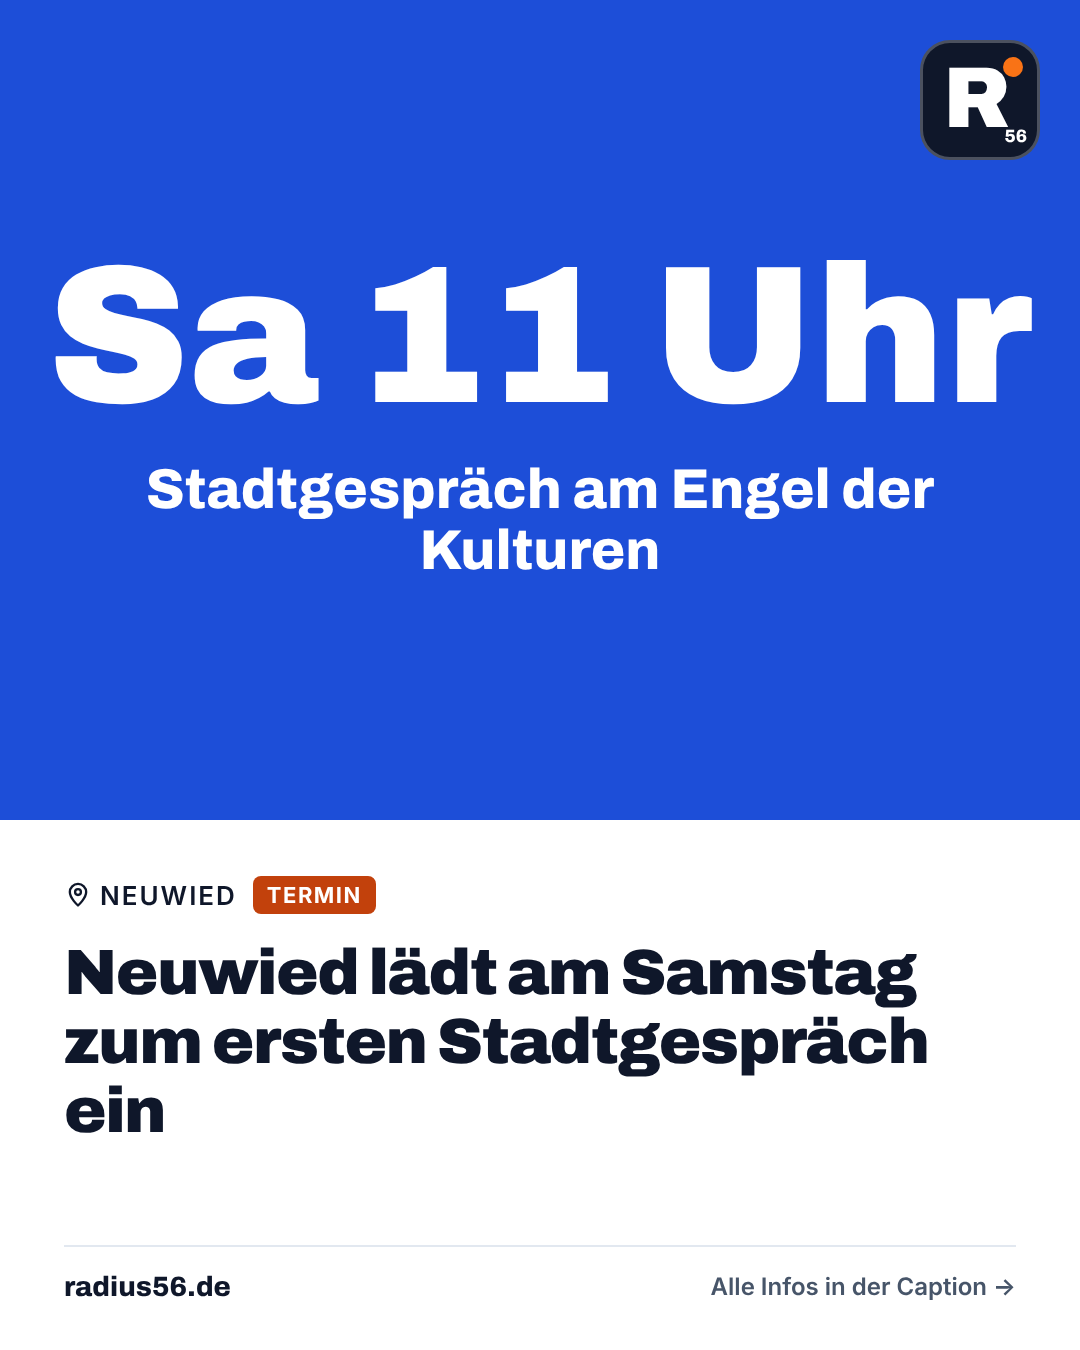 R
56
Sa 11 Uhr
Stadtgespräch am Engel der
Kulturen
NEUWIED TERMIN
Neuwied lädt am Samstag
zum ersten Stadtgespräch
ein
radius56.de
Alle Infos in der Caption →